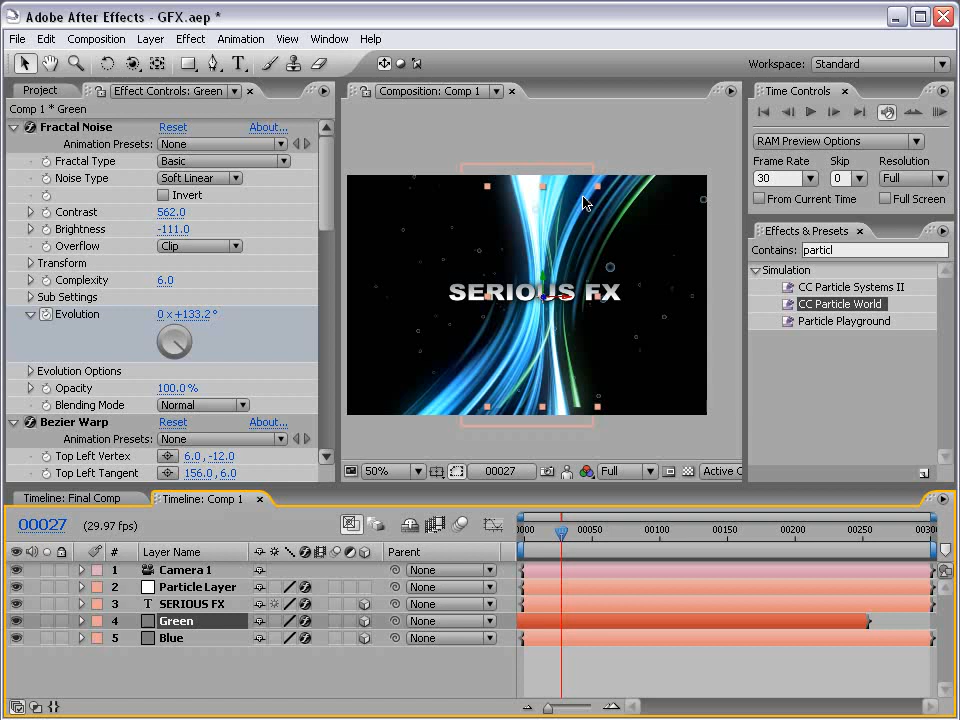 Adobe After Effects - GFX.aep *
File Edit Composition Layer Effect Animation View Window Help
Workspace: Standard
Project Effect Controls: Green
Comp 1 * Green
Fractal Noise Reset About...
Animation Presets: None
Fractal Type Basic
Noise Type Soft Linear
Invert
Contrast 562.0
Brightness -111.0
Overflow Clip
Transform
Complexity 6.0
Sub Settings
Evolution 0 x+133.2°
Evolution Options
Opacity 100.0 %
Blending Mode Normal
Bezier Warp Reset About...
Animation Presets: None
Top Left Vertex 6.0, -12.0
Top Left Tangent 156.0, 6.0
Composition: Comp 1
SERIOUS FX
50% 00027 Full Active C
Time Controls
RAM Preview Options
Frame Rate Skip Resolution
30 0 Full
From Current Time Full Screen
Effects & Presets
Contains: particl
Simulation
CC Particle Systems II
CC Particle World
Particle Playground
Timeline: Final Comp Timeline: Comp 1
00027 (29.97 fps)
0000 00050 00100 00150 00200 00250 0030
# Layer Name Parent
1 Camera 1 None
2 Particle Layer None
3 T SERIOUS FX None
4 Green None
5 Blue None